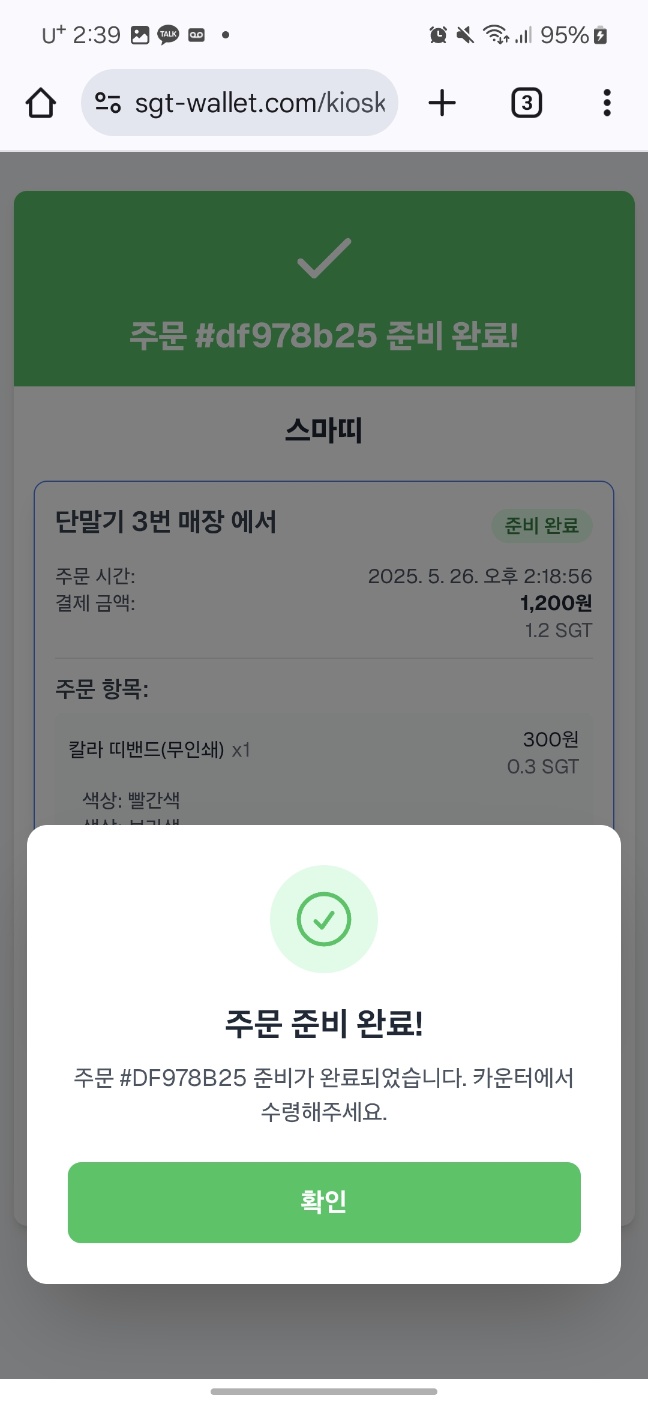 U+ 2:39 TALK 95%
sgt-wallet.com/kiosk 3
주문 #df978b25 준비 완료!
스마띠
단말기 3번 매장 에서 준비 완료
주문 시간: 2025. 5. 26. 오후 2:18:56
결제 금액: 1,200원
1.2 SGT
주문 항목:
칼라 띠밴드(무인쇄) x1 300원
0.3 SGT
색상: 빨간색
주문 준비 완료!
주문 #DF978B25 준비가 완료되었습니다. 카운터에서
수령해주세요.
확인